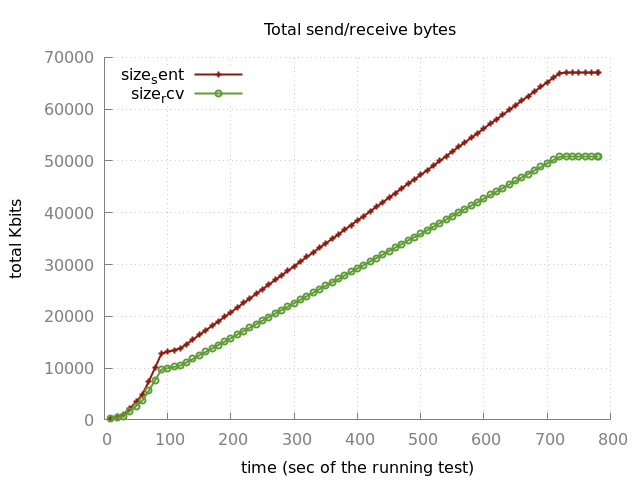 Total send/receive bytes
70000
60000
50000
40000
30000
20000
10000
0
size_sent
size_rcv
total Kbits
0 100 200 300 400 500 600 700 800
time (sec of the running test)